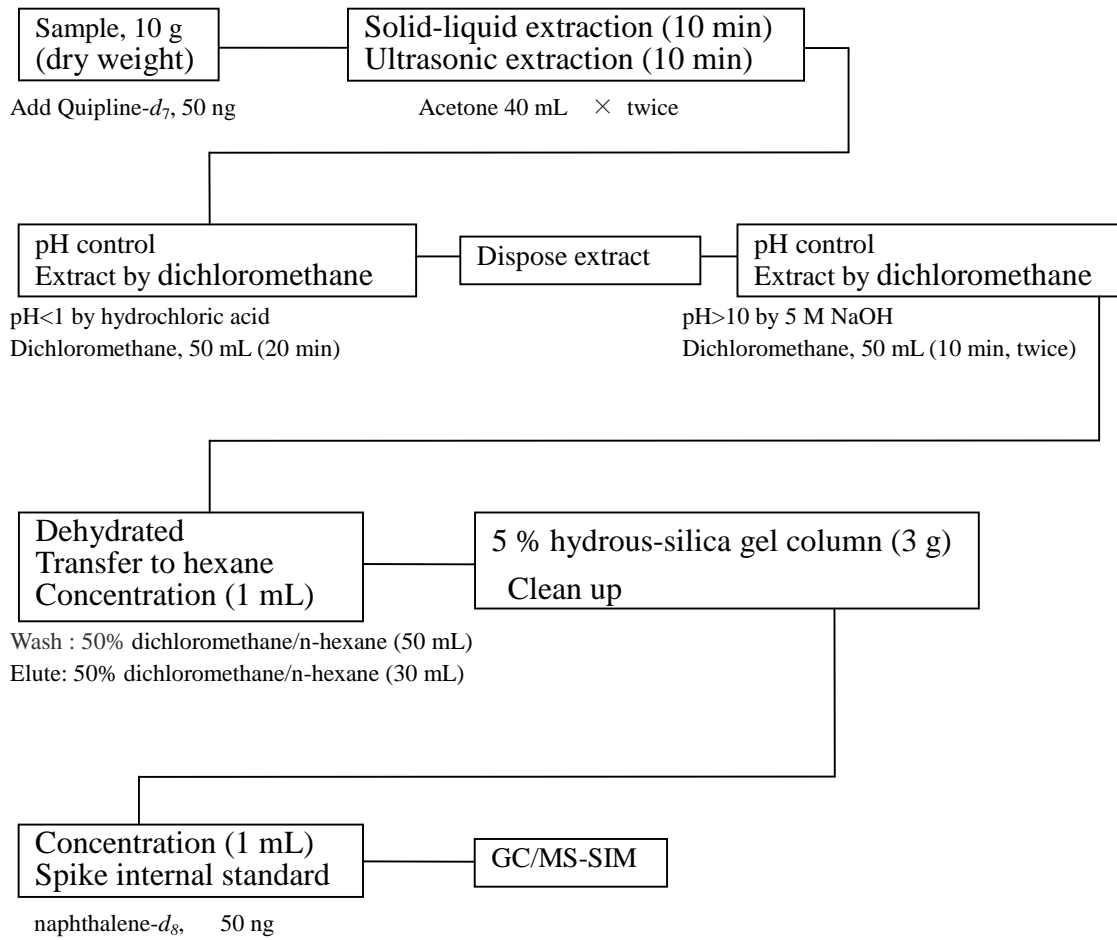 Sample, 10 g
(dry weight)
Solid-liquid extraction (10 min)
Ultrasonic extraction (10 min)
Add Quipline-d7, 50 ng
Acetone 40 mL × twice
pH control
Extract by dichloromethane
Dispose extract
pH control
Extract by dichloromethane
pH<1 by hydrochloric acid
Dichloromethane, 50 mL (20 min)
pH>10 by 5 M NaOH
Dichloromethane, 50 mL (10 min, twice)
Dehydrated
Transfer to hexane
Concentration (1 mL)
5 % hydrous-silica gel column (3 g)
Clean up
Wash : 50% dichloromethane/n-hexane (50 mL)
Elute: 50% dichloromethane/n-hexane (30 mL)
Concentration (1 mL)
Spike internal standard
GC/MS-SIM
naphthalene-d8, 50 ng